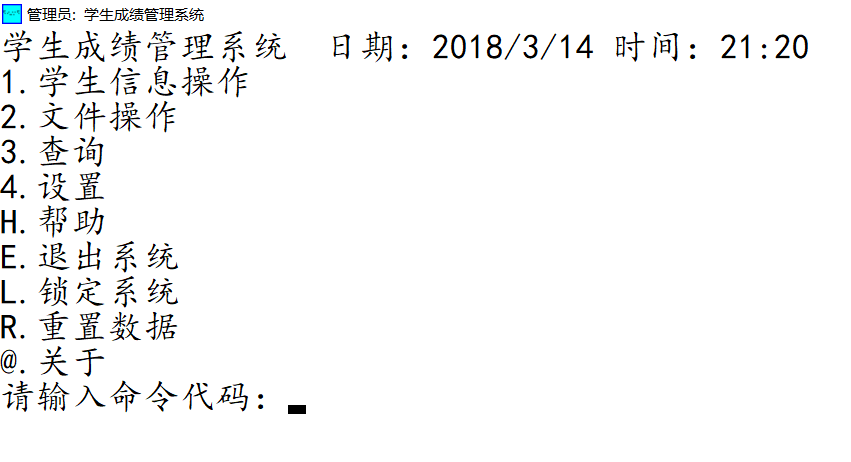 管理员: 学生成绩管理系统
学生成绩管理系统 日期：2018/3/14 时间：21:20
1.学生信息操作
2.文件操作
3.查询
4.设置
H.帮助
E.退出系统
L.锁定系统
R.重置数据
@.关于
请输入命令代码：